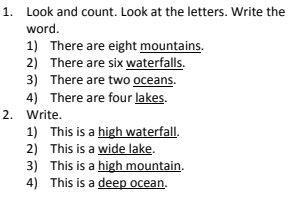 1. Look and count. Look at the letters. Write the
word.
1) There are eight mountains.
2) There are six waterfalls.
3) There are two oceans.
4) There are four lakes.
2. Write.
1) This is a high waterfall.
2) This is a wide lake.
3) This is a high mountain.
4) This is a deep ocean.